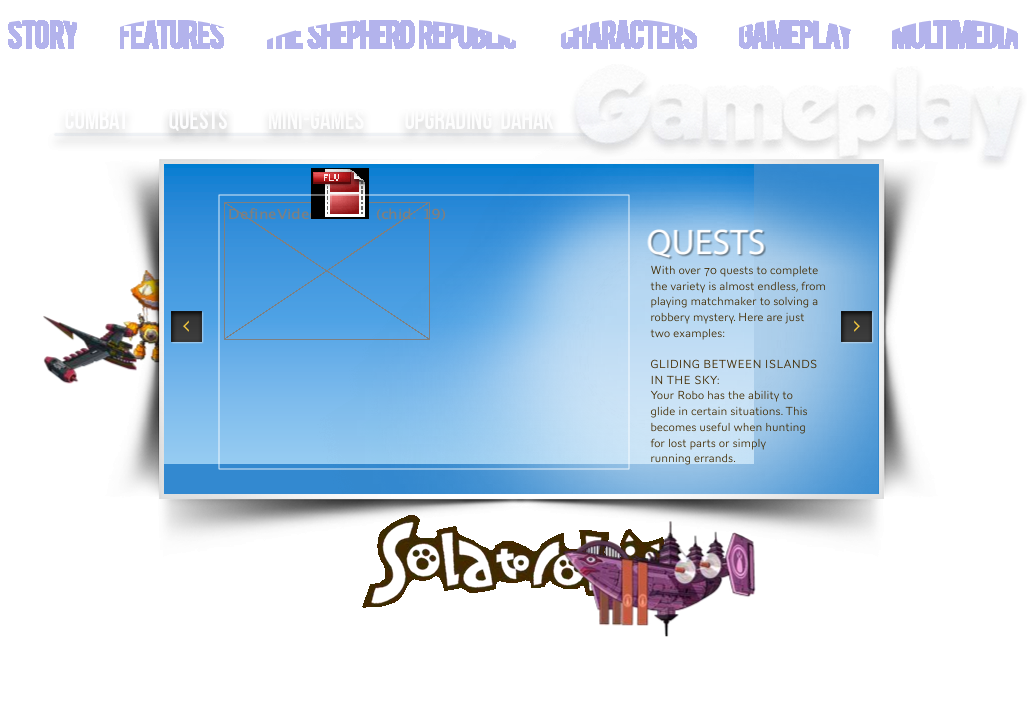 STORY FEATURES THE SHEPHERD REPUBLIC CHARACTERS GAMEPLAY MULTIMEDIA
Gameplay
COMBAT QUESTS MINI-GAMES UPGRADING DAHAK
FLV
(chid: 19)
QUESTS
With over 70 quests to complete
the variety is almost endless, from
playing matchmaker to solving a
robbery mystery. Here are just
two examples:
GLIDING BETWEEN ISLANDS
IN THE SKY:
Your Robo has the ability to
glide in certain situations. This
becomes useful when hunting
for lost parts or simply
running errands.